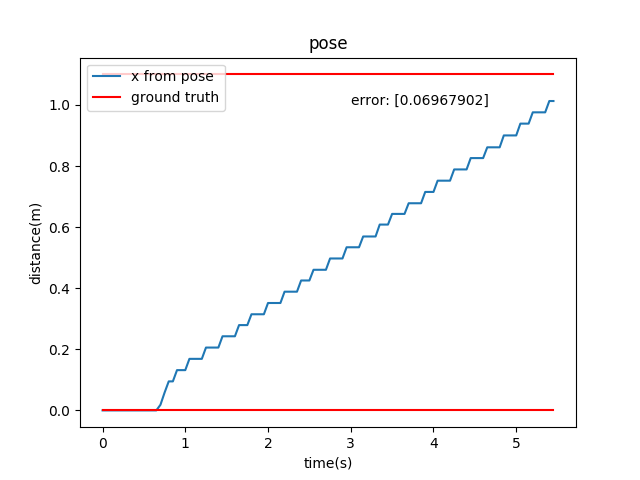 pose
x from pose
ground truth
error: [0.06967902]
distance(m)
1.0
0.8
0.6
0.4
0.2
0.0
0 1 2 3 4 5
time(s)